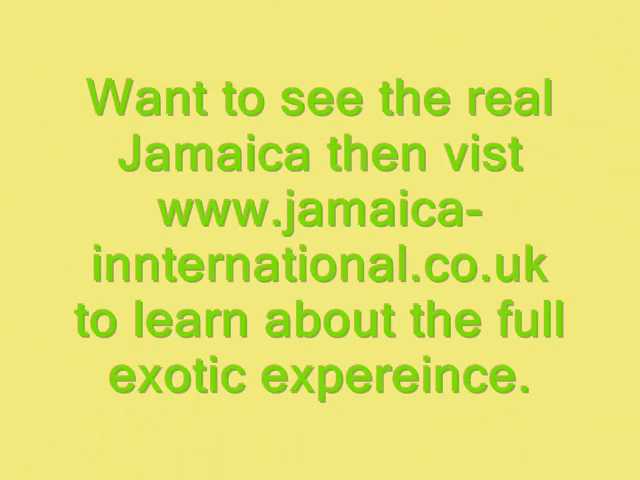 Want to see the real
Jamaica then vist
www.jamaica-
innternational.co.uk
to learn about the full
exotic expereince.